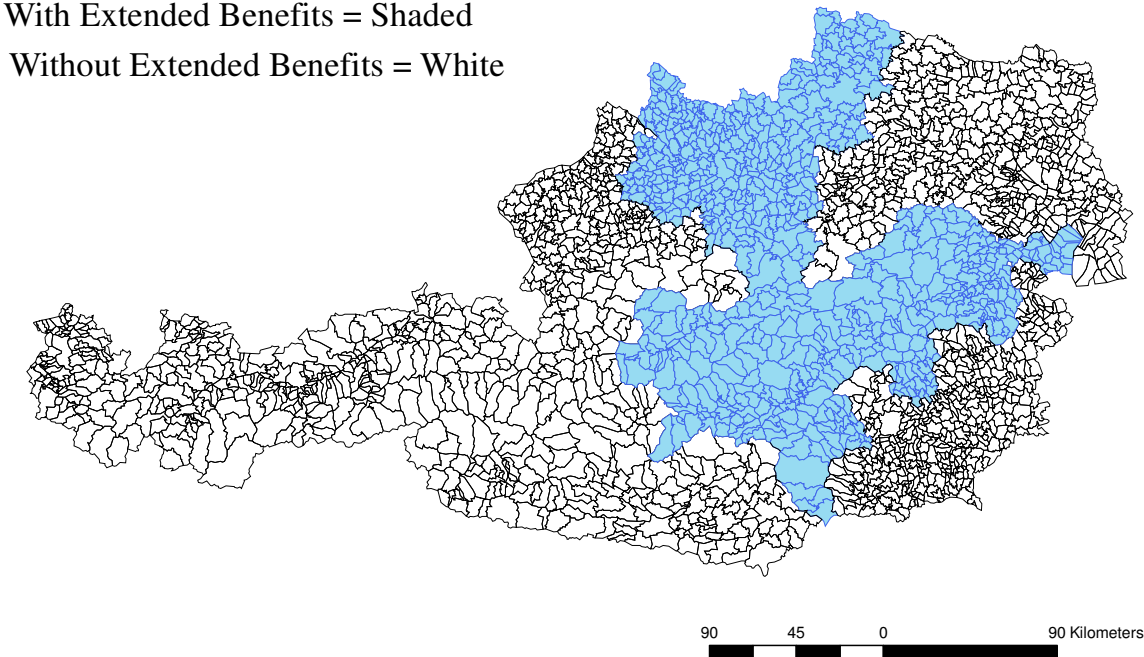 With Extended Benefits = Shaded
Without Extended Benefits = White
90 45 0 90 Kilometers